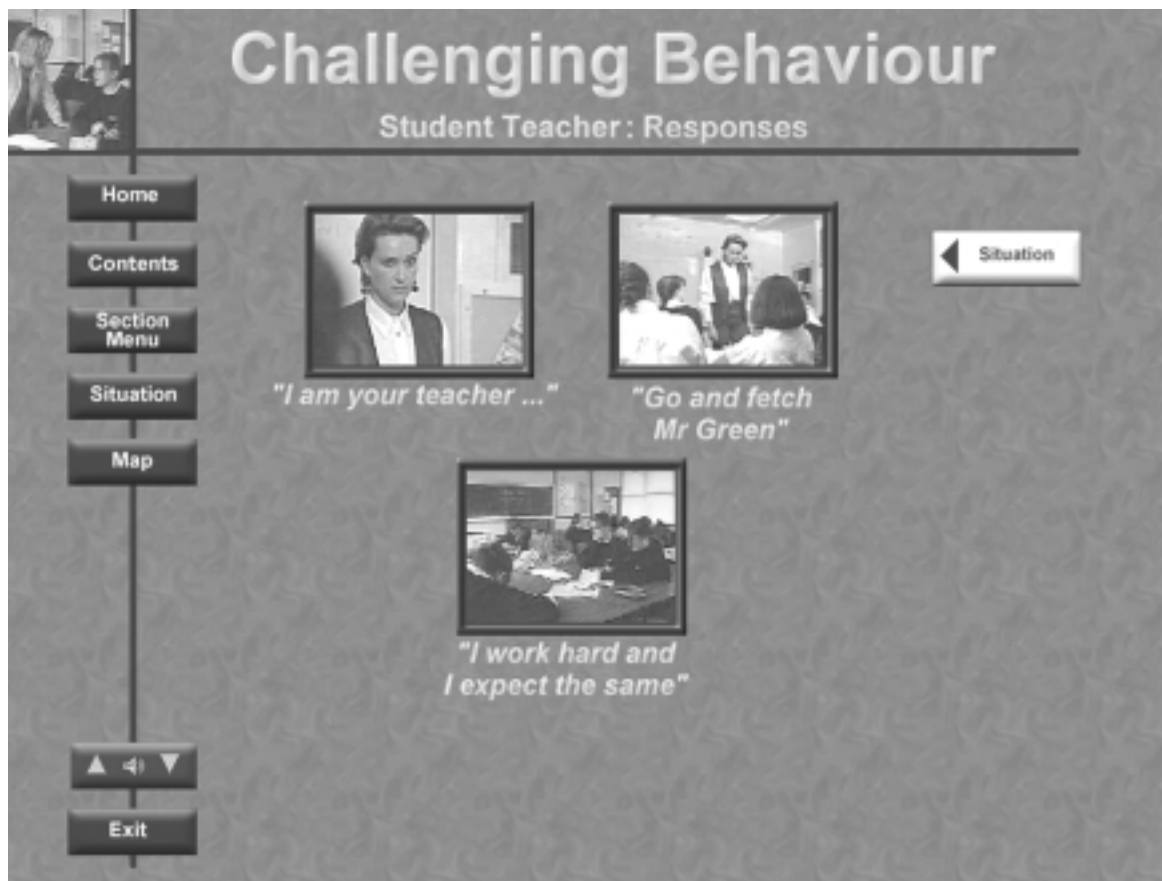 Challenging Behaviour
Student Teacher: Responses
Home
Contents
Section
Menu
Situation
Map
Exit
"I am your teacher ..."
"Go and fetch
Mr Green"
"I work hard and
I expect the same"
Situation